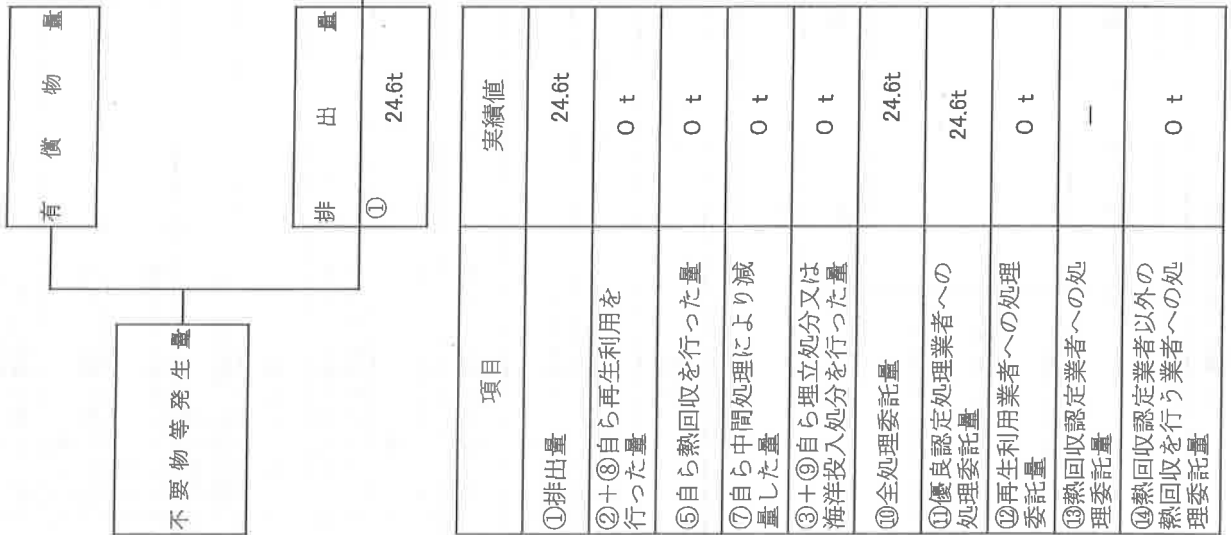 不要物等発生量
有償物量
排出量
①
24.6t
項目 実績値
①排出量 24.6t
②＋⑧自ら再生利用を
行った量 0 t
⑤自ら熱回収を行った量 0 t
⑦自ら中間処理により減
量した量 0 t
③＋⑨自ら埋立処分又は
海洋投入処分を行った量 0 t
⑩全処理委託量 24.6t
⑪優良認定処理業者への
処理委託量 24.6t
⑫再生利用業者への処理
委託量 0 t
⑬熱回収認定業者への処
理委託量 －
⑭熱回収認定業者以外の
熱回収を行う業者への処
理委託量 0 t